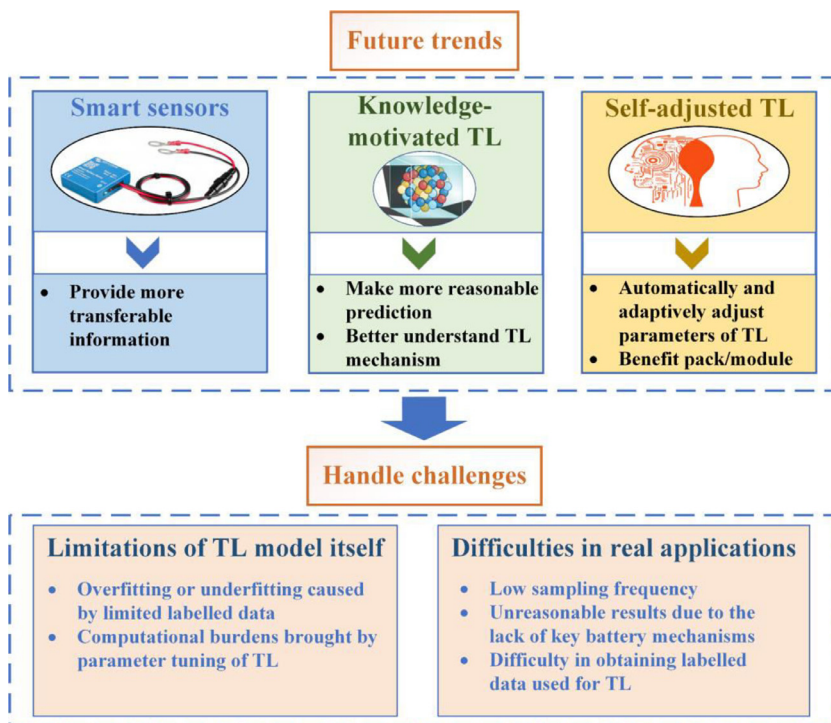 Future trends
Smart sensors
• Provide more
transferable
information
Knowledge-
motivated TL
• Make more reasonable
prediction
• Better understand TL
mechanism
Self-adjusted TL
• Automatically and
adaptively adjust
parameters of TL
• Benefit pack/module
Handle challenges
Limitations of TL model itself
• Overfitting or underfitting caused
by limited labelled data
• Computational burdens brought by
parameter tuning of TL
Difficulties in real applications
• Low sampling frequency
• Unreasonable results due to the
lack of key battery mechanisms
• Difficulty in obtaining labelled
data used for TL